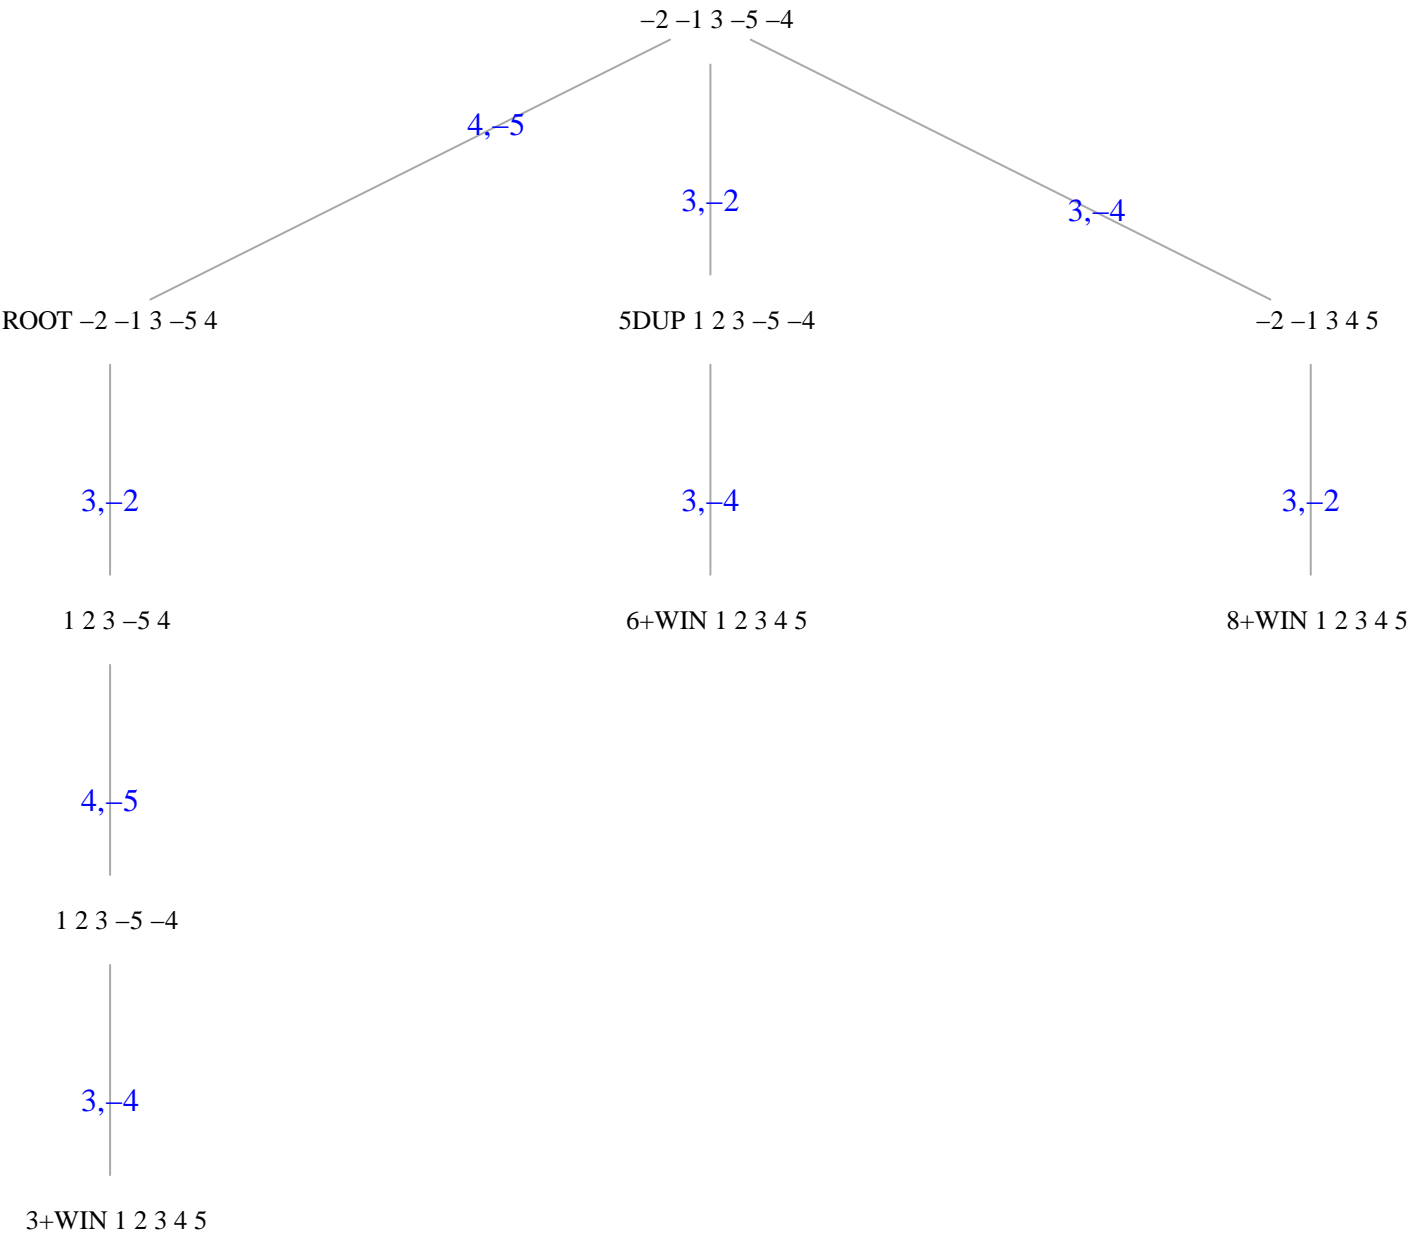 –2 –1 3 –5 –4
4,–5
3,–2
3,–4
ROOT –2 –1 3 –5 4
5DUP 1 2 3 –5 –4
–2 –1 3 4 5
3,–2
3,–4
3,–2
1 2 3 –5 4
6+WIN 1 2 3 4 5
8+WIN 1 2 3 4 5
4,–5
1 2 3 –5 –4
3,–4
3+WIN 1 2 3 4 5